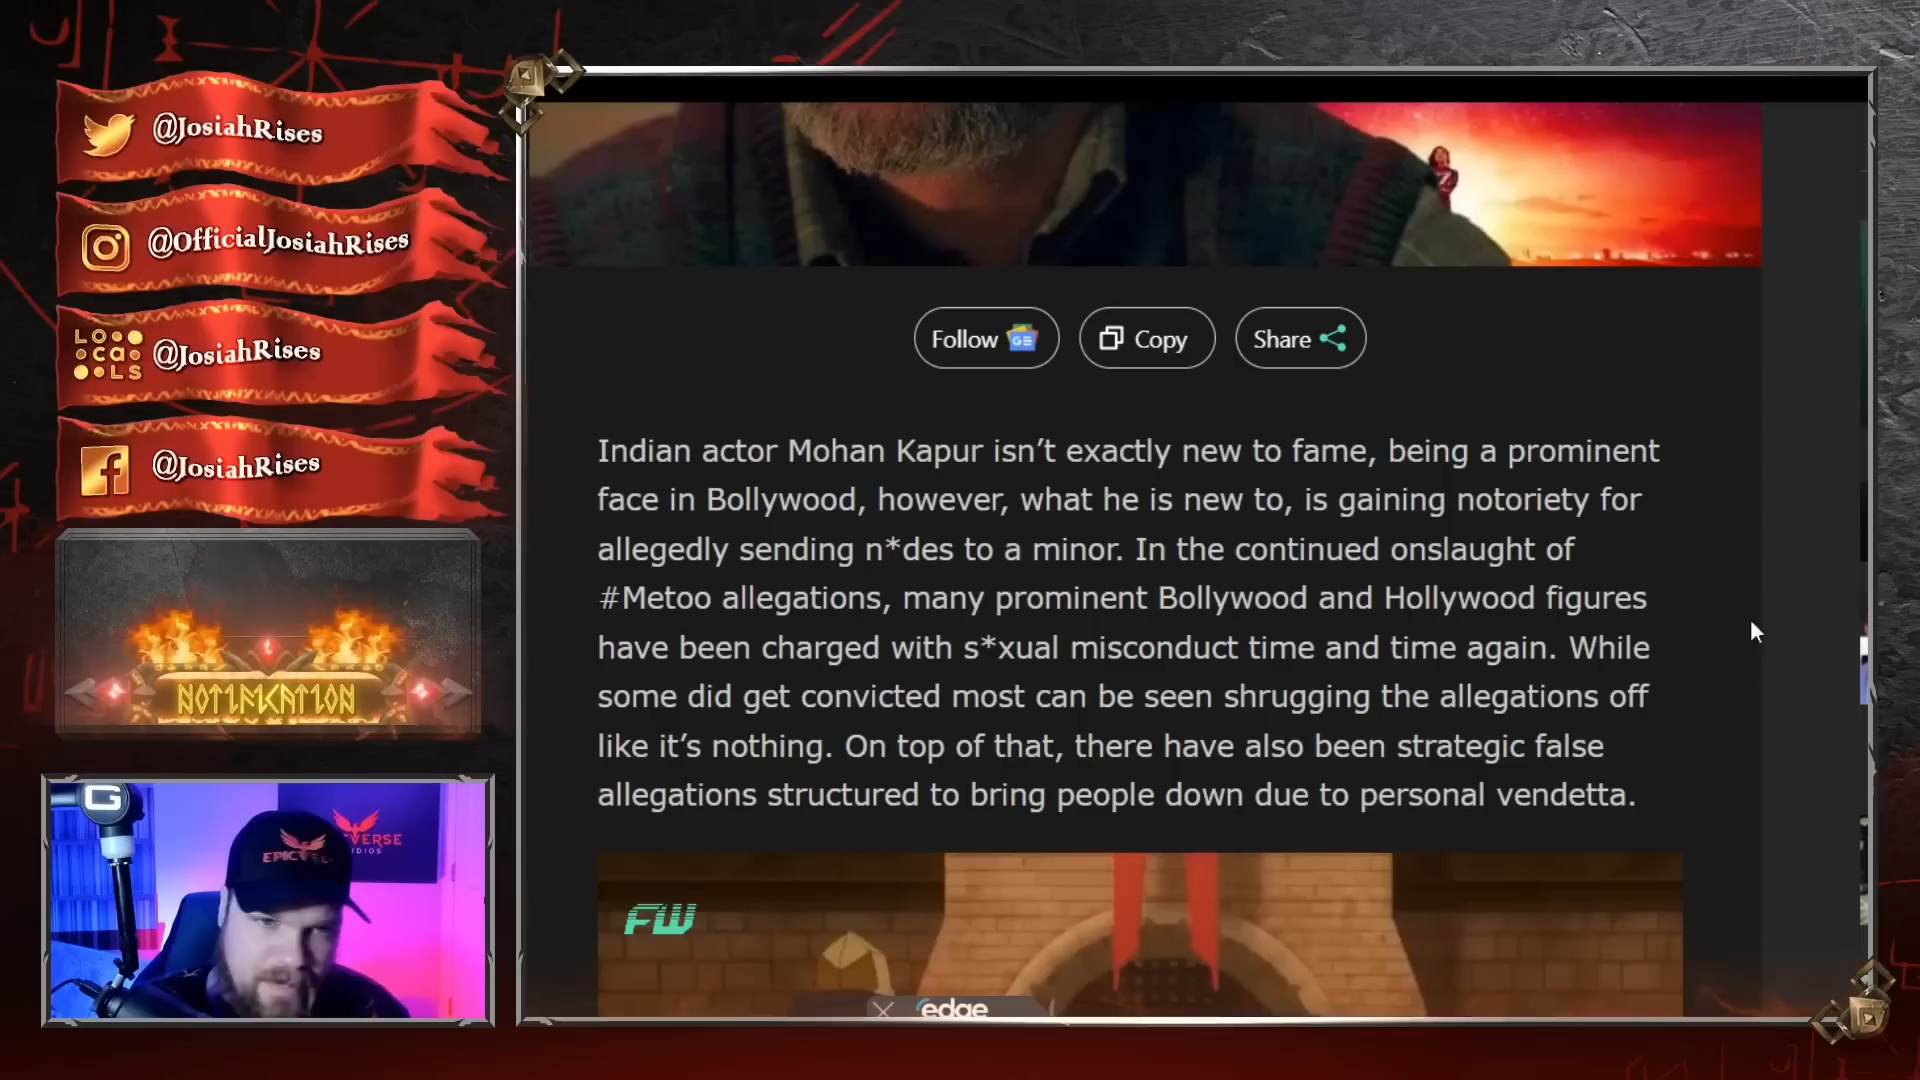 @JosiahRises
@OfficialJosiahRises
LOCALS
@JosiahRises
@JosiahRises
NOTIFICATION
G
EPIC
VERSE
Follow GE Copy Share
Indian actor Mohan Kapur isn’t exactly new to fame, being a prominent
face in Bollywood, however, what he is new to, is gaining notoriety for
allegedly sending n*des to a minor. In the continued onslaught of
#Metoo allegations, many prominent Bollywood and Hollywood figures
have been charged with s*xual misconduct time and time again. While
some did get convicted most can be seen shrugging the allegations off
like it’s nothing. On top of that, there have also been strategic false
allegations structured to bring people down due to personal vendetta.
FW
edge